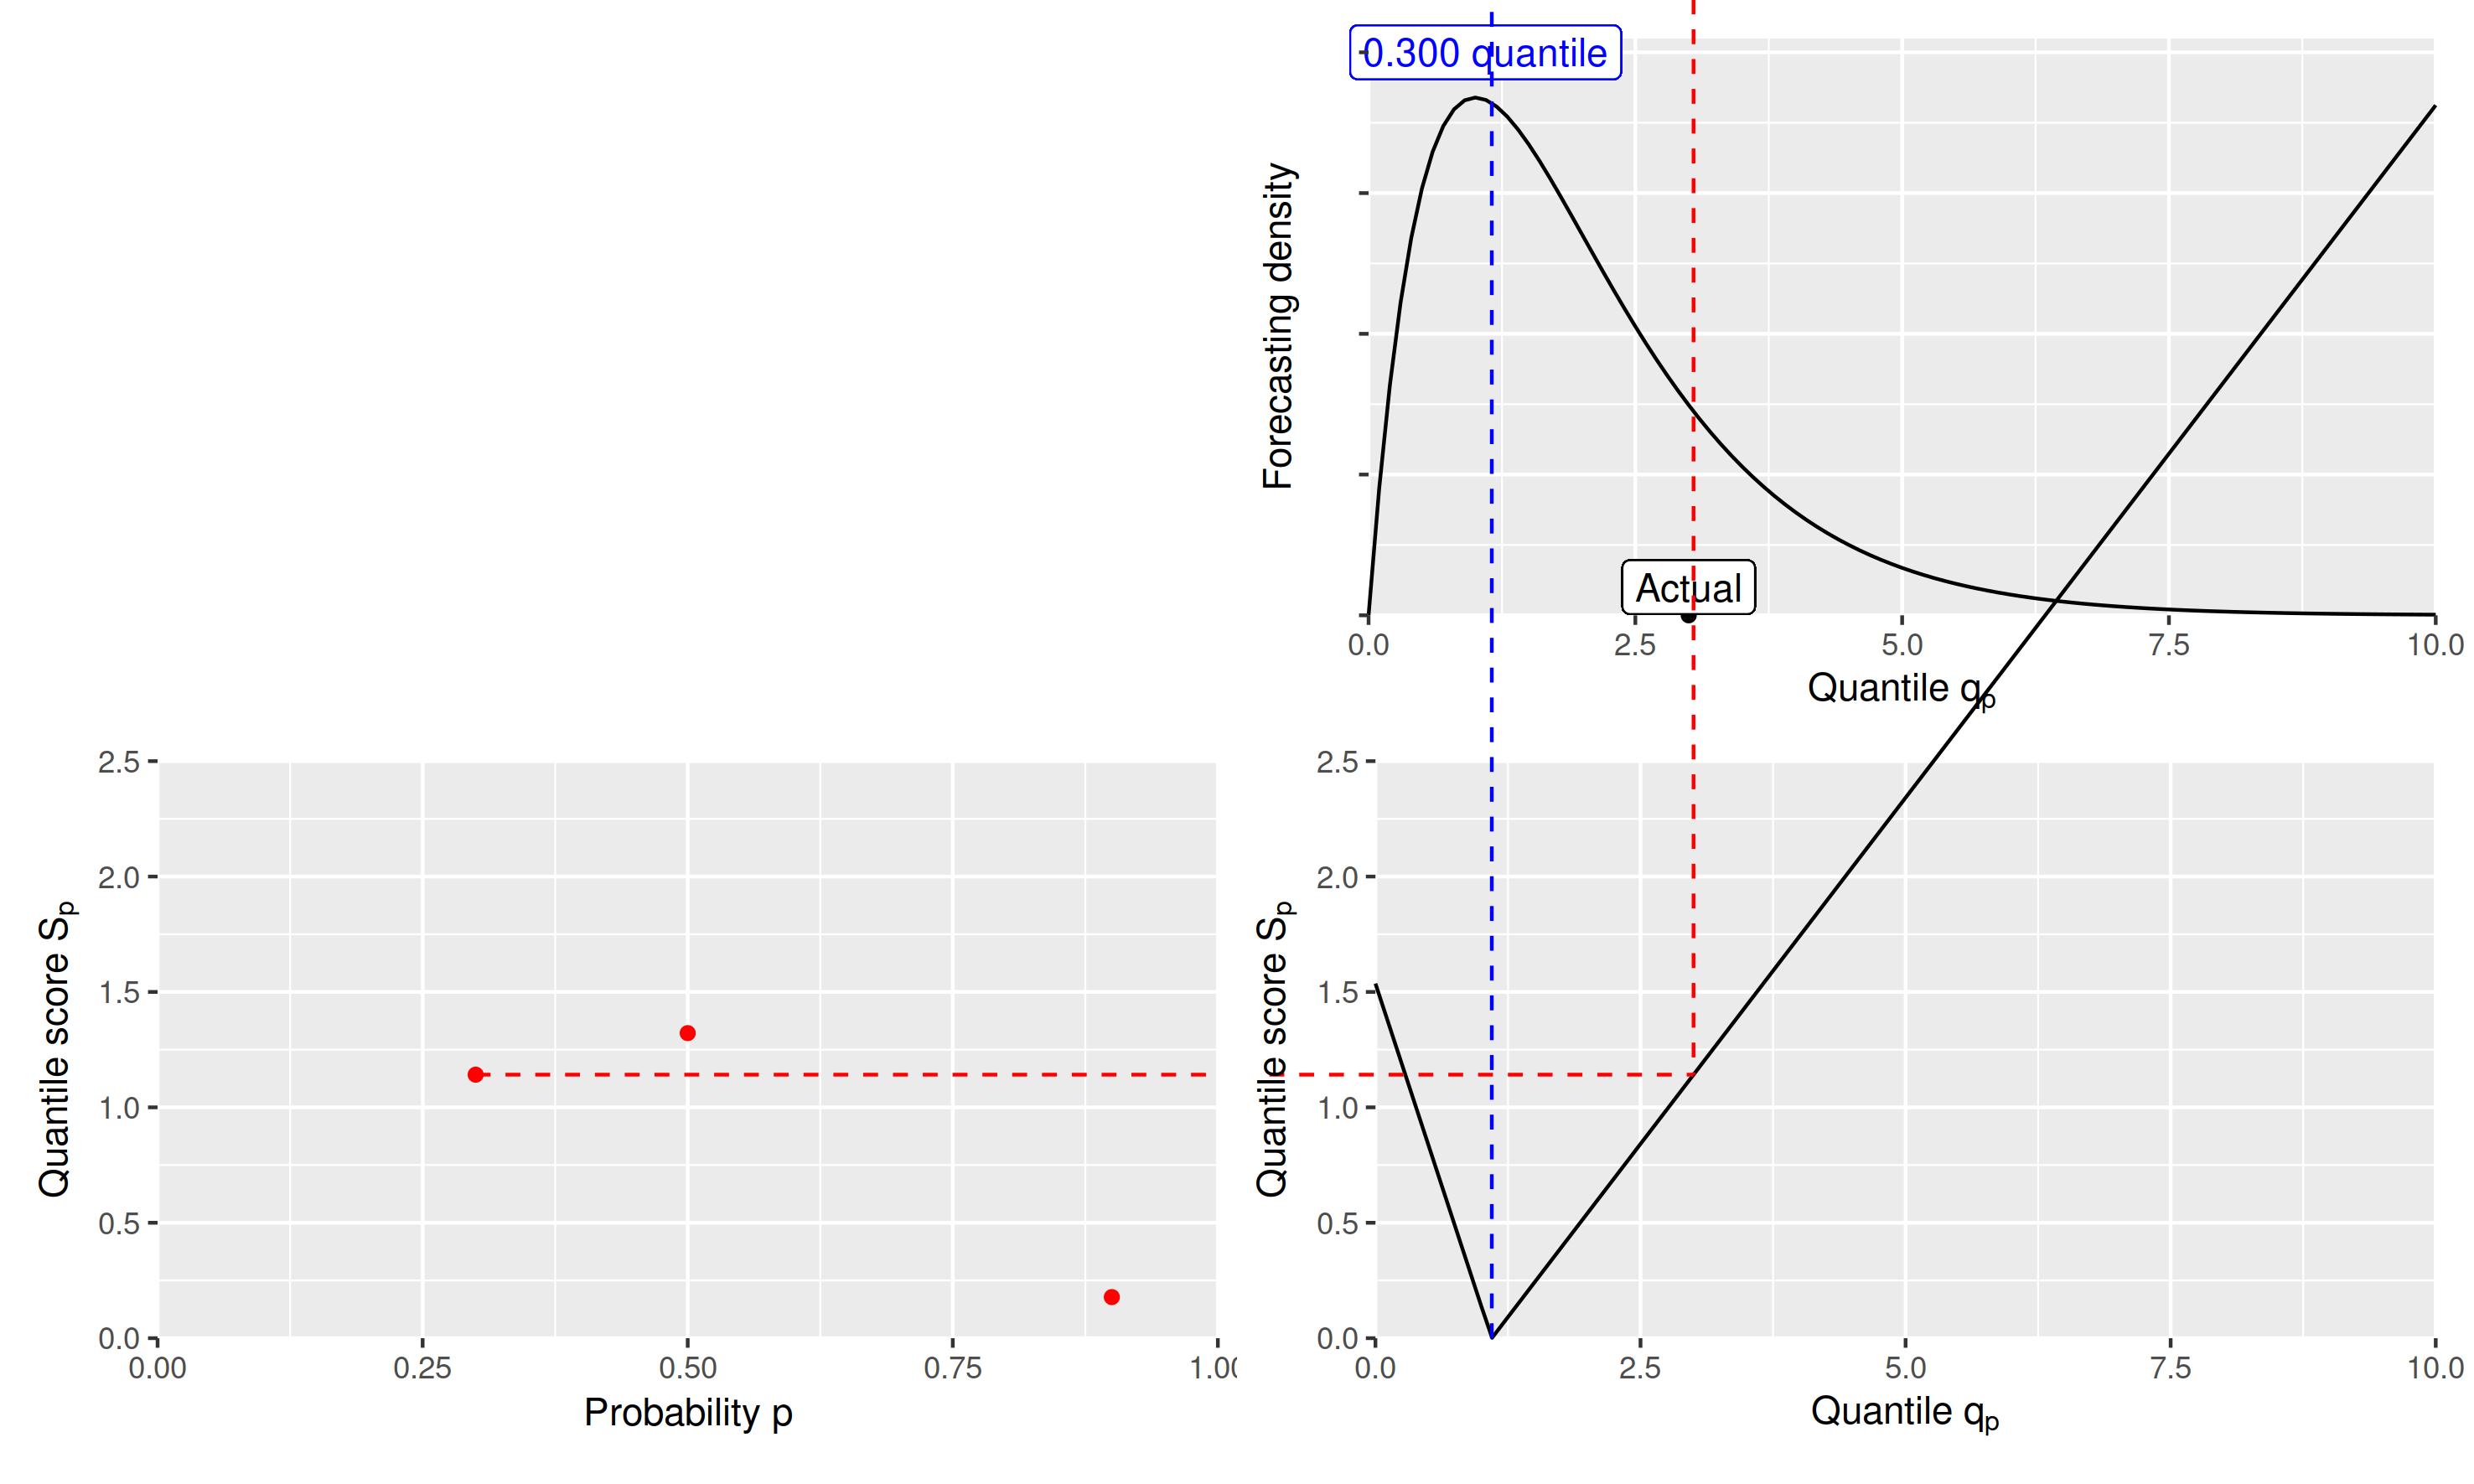 0.300 quantile
Forecasting density
Actual
0.0 2.5 5.0 7.5 10.0
Quantile qp
Quantile score Sp
2.5
2.0
1.5
1.0
0.5
0.0
0.00 0.25 0.50 0.75 1.00
Probability p
Quantile score Sp
2.5
2.0
1.5
1.0
0.5
0.0
0.0 2.5 5.0 7.5 10.0
Quantile qp